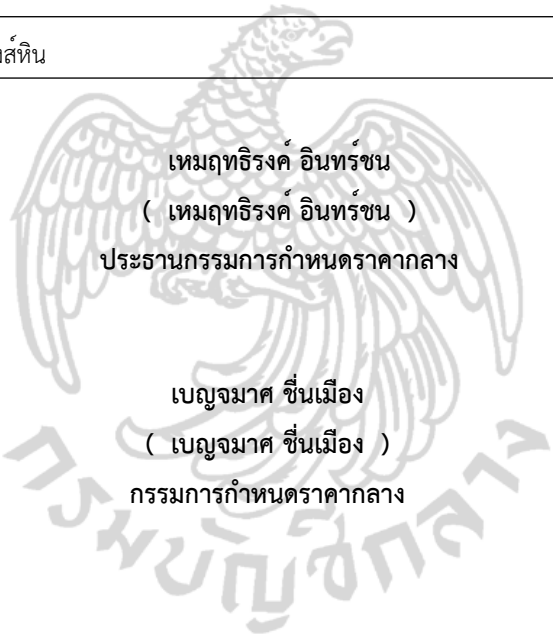 ส์หิน
เหมฤทธิรงค์ อินทร์ชน
( เหมฤทธิรงค์ อินทร์ชน )
ประธานกรรมการกำหนดราคากลาง
เบญจมาศ ชื่นเมือง
( เบญจมาศ ชื่นเมือง )
กรรมการกำหนดราคากลาง
กรมบัญชีกลาง